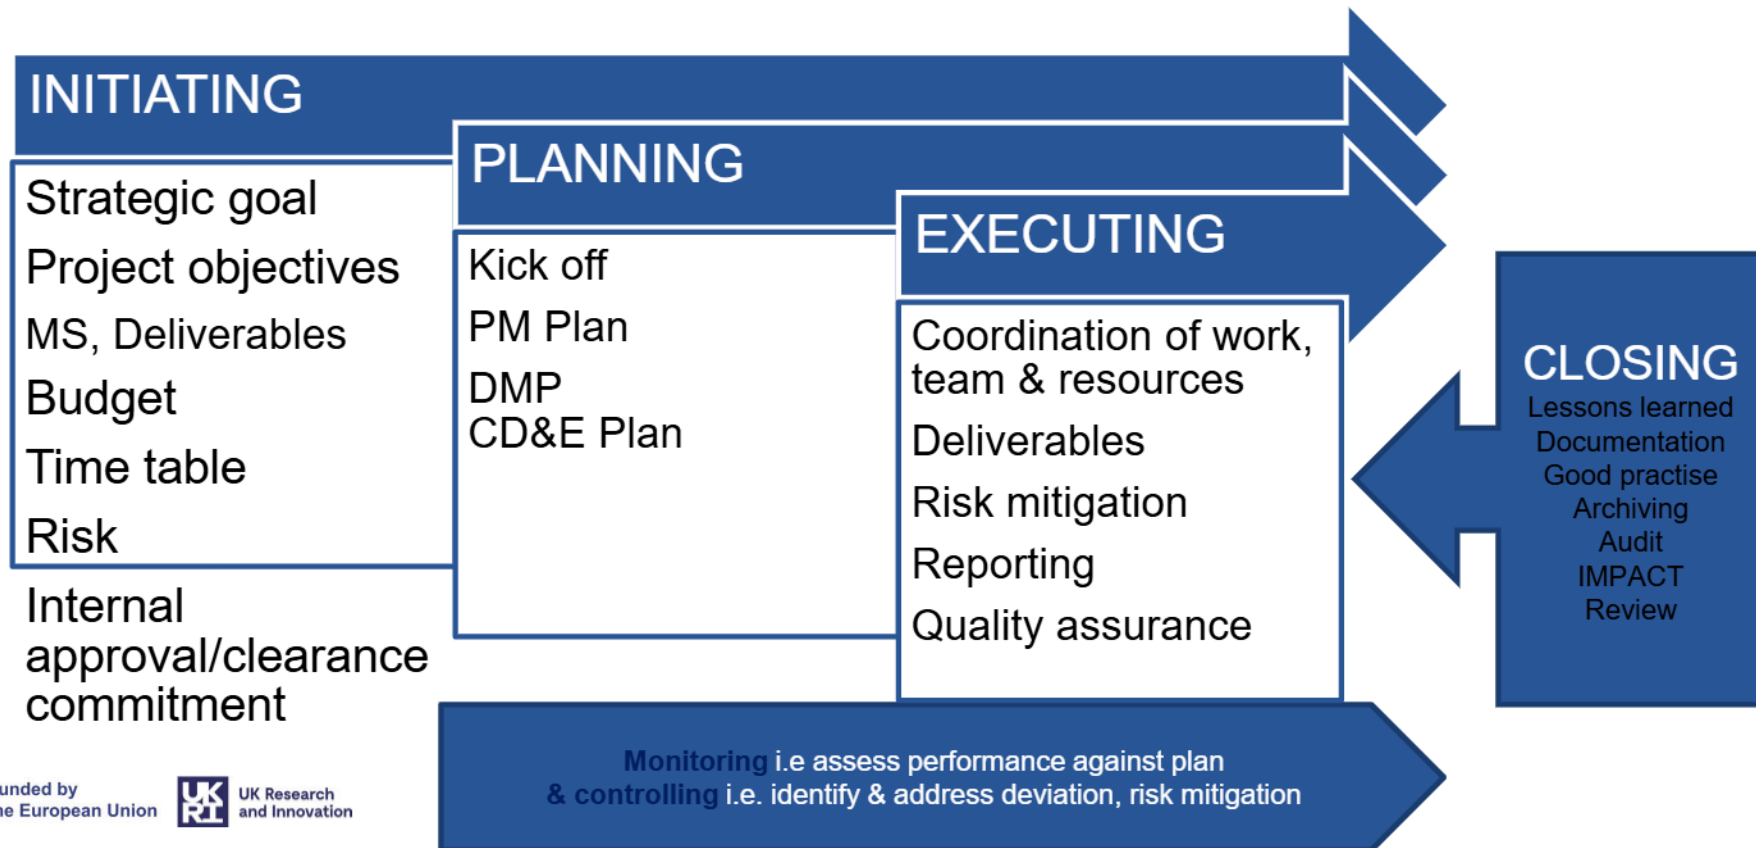 INITIATING
Strategic goal
Project objectives
MS, Deliverables
Budget
Time table
Risk
Internal
approval/clearance
commitment
PLANNING
Kick off
PM Plan
DMP
CD&E Plan
EXECUTING
Coordination of work,
team & resources
Deliverables
Risk mitigation
Reporting
Quality assurance
CLOSING
Lessons learned
Documentation
Good practise
Archiving
Audit
IMPACT
Review
Monitoring i.e assess performance against plan
& controlling i.e. identify & address deviation, risk mitigation
unded by
he European Union
UK
RI
UK Research
and Innovation